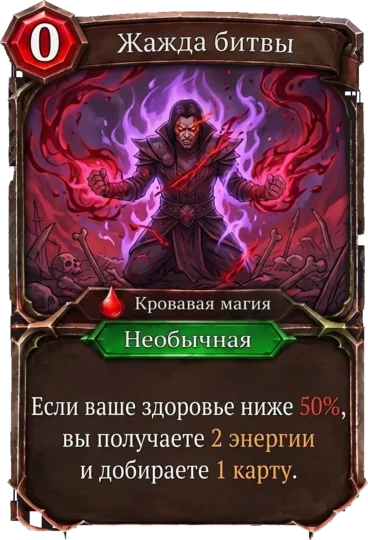 0
Жажда битвы
Кровавая магия
Необычная
Если ваше здоровье ниже 50%,
вы получаете 2 энергии
и добираете 1 карту.